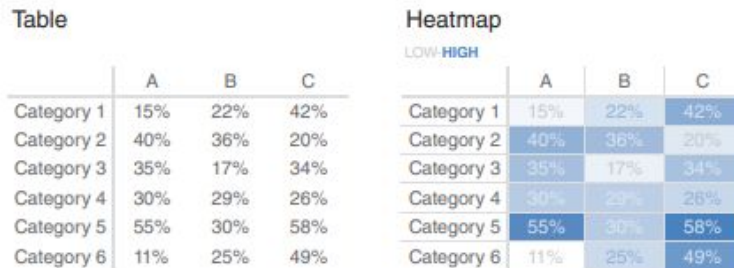 Table
A B C
Category 1 15% 22% 42%
Category 2 40% 36% 20%
Category 3 35% 17% 34%
Category 4 30% 29% 26%
Category 5 55% 30% 58%
Category 6 11% 25% 49%
Heatmap
LOW-HIGH
A B C
Category 1 15% 22% 42%
Category 2 40% 36% 20%
Category 3 35% 17% 34%
Category 4 30% 29% 26%
Category 5 55% 30% 58%
Category 6 11% 25% 49%